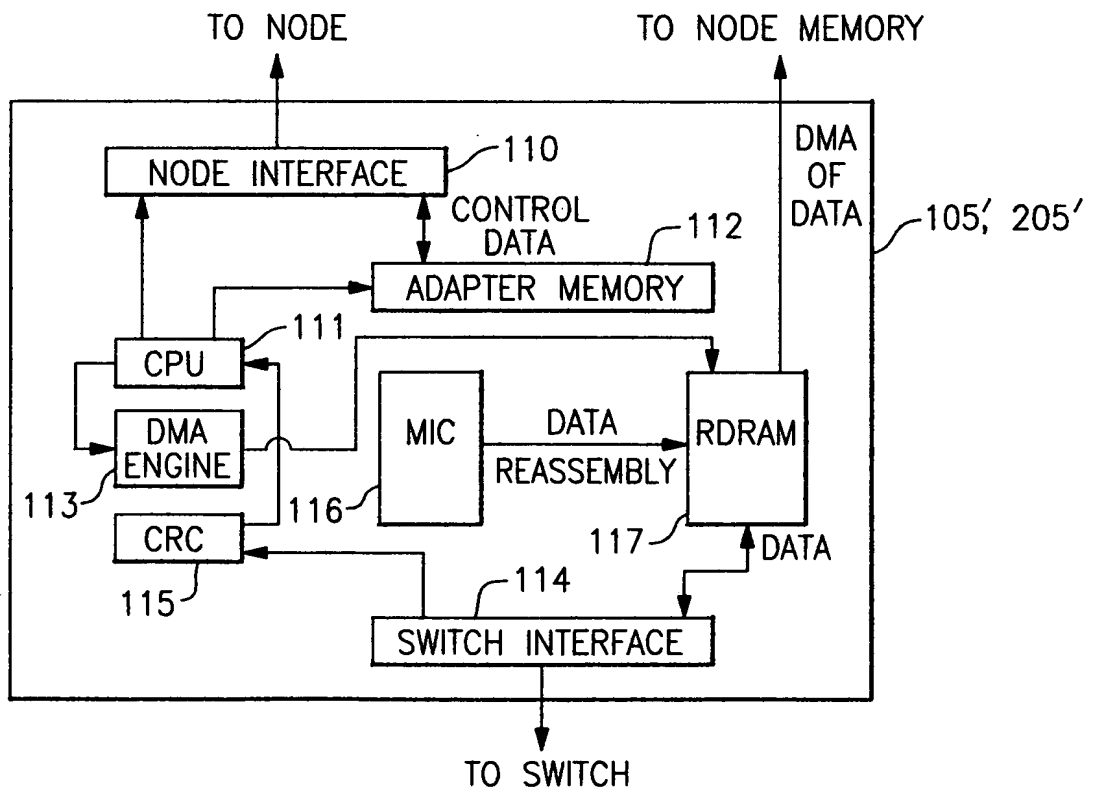 TO NODE
TO NODE MEMORY
DMA
OF
DATA
NODE INTERFACE
110
CONTROL
DATA
105', 205'
112
ADAPTER MEMORY
111
CPU
DMA
ENGINE
113
MIC
116
DATA
REASSEMBLY
RDRAM
117
CRC
115
DATA
114
SWITCH INTERFACE
TO SWITCH